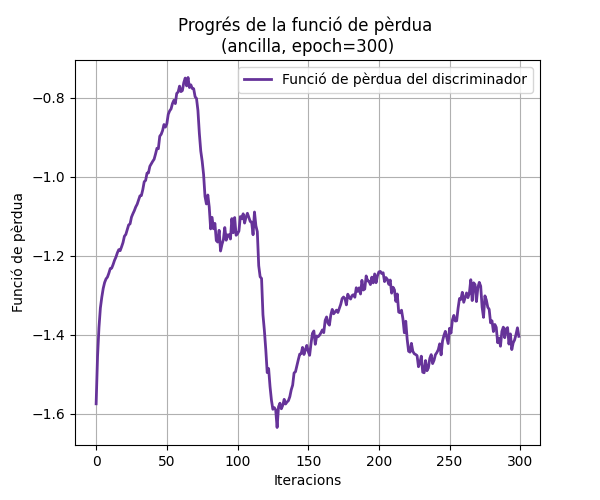 Progrés de la funció de pèrdua
(ancilla, epoch=300)
Funció de pèrdua del discriminador
Funció de pèrdua
−0.8
−1.0
−1.2
−1.4
−1.6
0 50 100 150 200 250 300
Iteracions